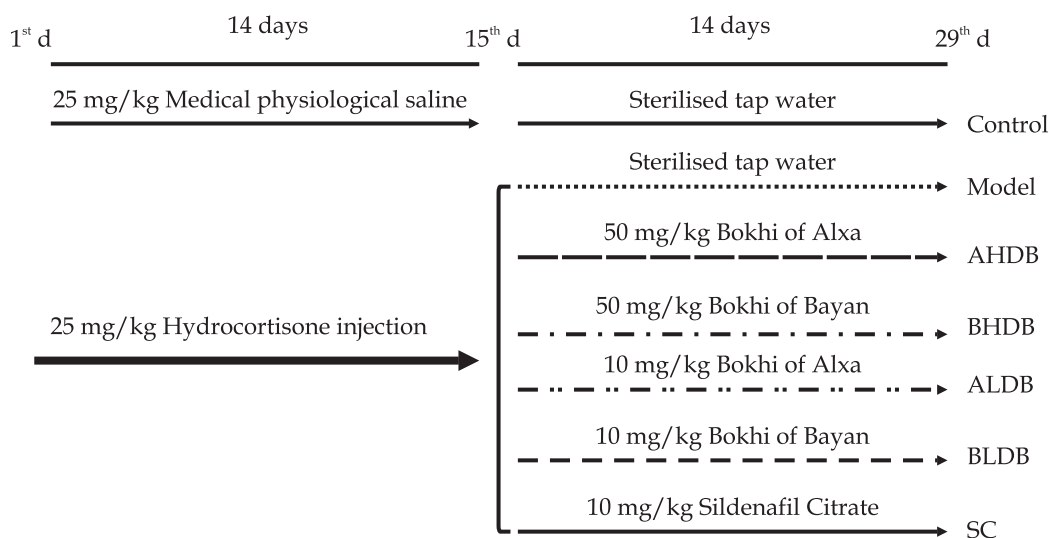 14 days 14 days
1st d 15th d 29th d
25 mg/kg Medical physiological saline Sterilised tap water
Control
Sterilised tap water
Model
50 mg/kg Bokhi of Alxa
AHDB
50 mg/kg Bokhi of Bayan
25 mg/kg Hydrocortisone injection
BHDB
10 mg/kg Bokhi of Alxa
ALDB
10 mg/kg Bokhi of Bayan
BLDB
10 mg/kg Sildenafil Citrate
SC